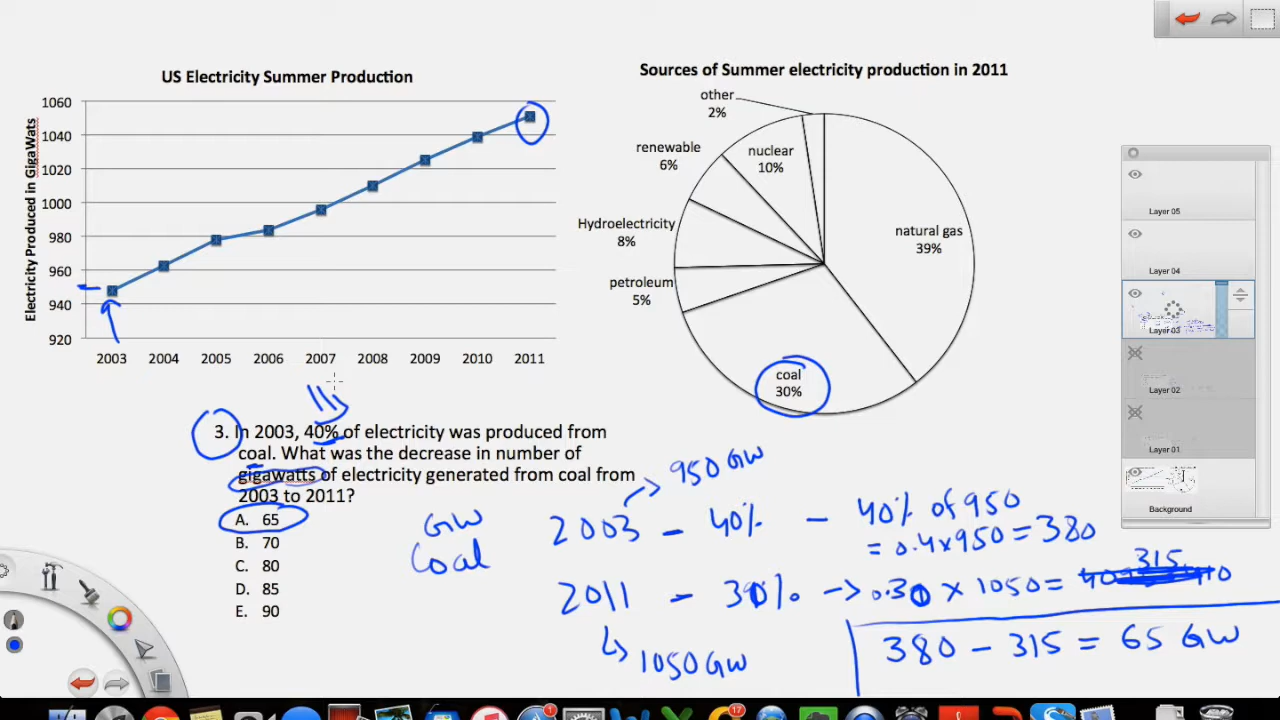 US Electricity Summer Production
1060
1040
1020
1000
980
960
940
920
Electricity Produced in GigaWats
2003 2004 2005 2006 2007 2008 2009 2010 2011
Sources of Summer electricity production in 2011
other
2%
renewable
6%
nuclear
10%
Hydroelectricity
8%
natural gas
39%
petroleum
5%
coal
30%
3. In 2003, 40% of electricity was produced from
coal. What was the decrease in number of
gigawatts of electricity generated from coal from
2003 to 2011?
A. 65
B. 70
C. 80
D. 85
E. 90
950 GW
GW
Coal
2003 - 40% - 40% of 950
= 0.4x950 = 380
315
2011 - 30% -> 0.30 x 1050 =
1050 GW
380 - 315 = 65 GW
Layer 05
Layer 04
Layer 03
Layer 02
Layer 01
Background
1
17